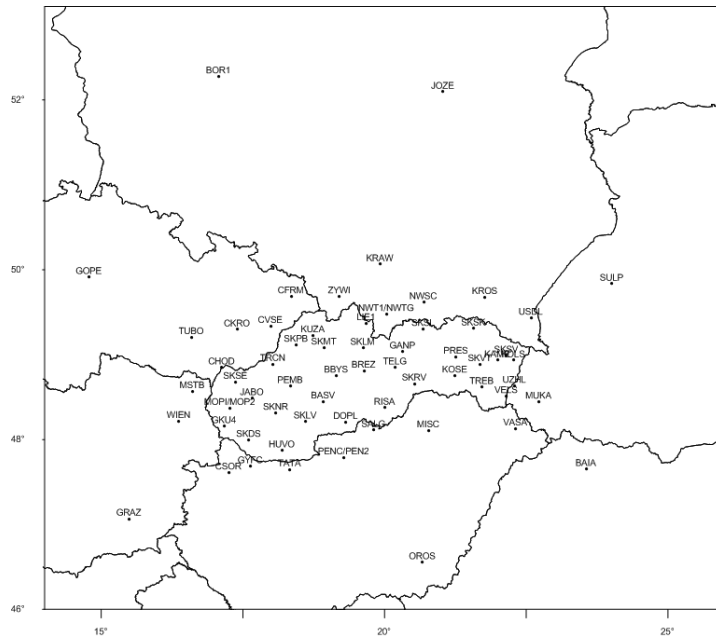 BOR1
JOZE
52°
KRAW
50°
GOPE
SULP
CFRM
ZYWI
NWSC
KROS
NWT1/NWTG
LIE1
USDL
CVSE
CKRO
SKSL
SKSK
TUBO
KUZA
SKPB
SKMT
SKLM
GANP
PRES
SKSV
CHOD
TRCN
BREZ
TELG
SKVT
BBYS
KOSE
SKSE
PEMB
SKRV
TREB
UZHL
MSTB
JABO
VELS
MOPI/MOP2
BASV
RISA
MUKA
WIEN
SKNR
GKU4
SKLV
DOPL
SALG
MISC
VASA
48°
SKDS
HUVO
PENC/PEN2
CSOR
TATA
BAIA
GRAZ
OROS
46°
15°
20°
25°